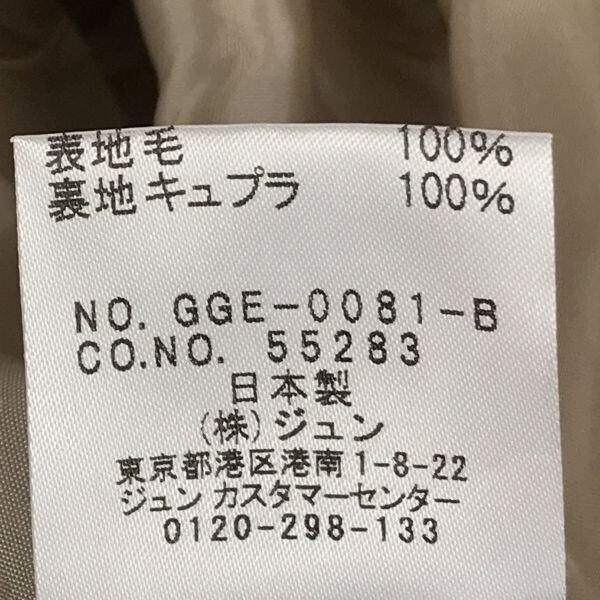 表地毛 100%
裏地キュプラ 100%
NO. GGE-0081-B
CO.NO. 55283
日本製
(株)ジュン
東京都港区港南1-8-22
ジュン カスタマーセンター
0120-298-133